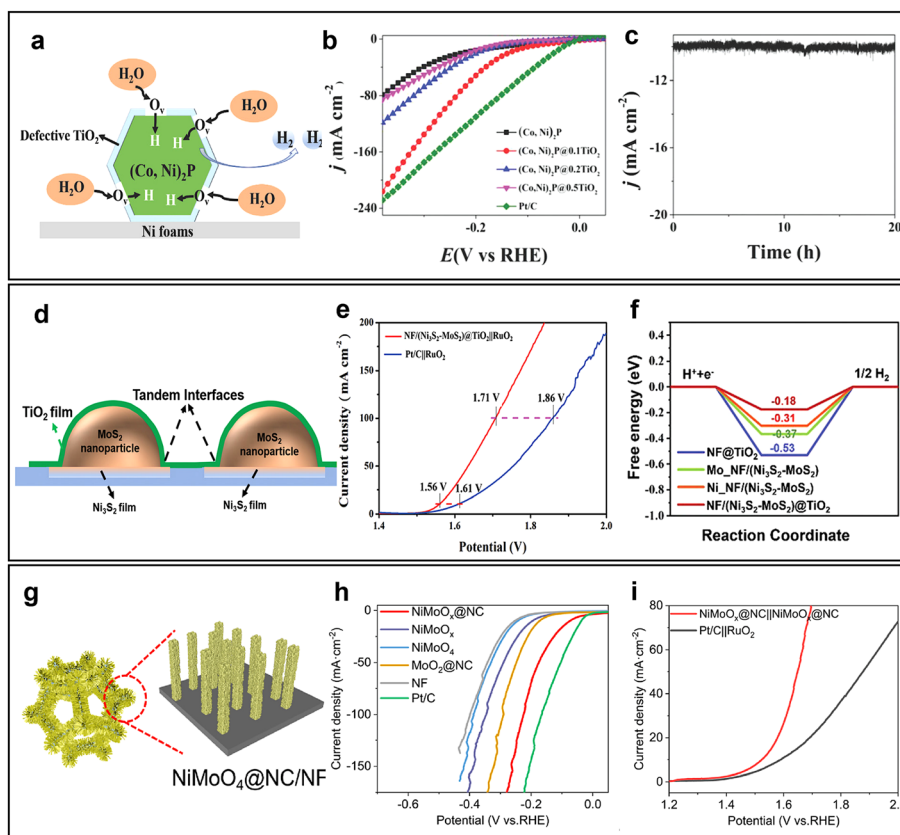 a
H₂O
H₂O
Oᵥ
Oᵥ
Defective TiO₂
H
H
H₂
H₂
(Co, Ni)₂P
H₂O
H
H
H₂O
Oᵥ
Oᵥ
Ni foams
b
0
-80
-160
-240
j (mA cm⁻²)
(Co, Ni)₂P
(Co, Ni)₂P@0.1TiO₂
(Co, Ni)₂P@0.2TiO₂
(Co, Ni)₂P@0.5TiO₂
Pt/C
-0.2
0.0
E(V vs RHE)
c
-12
-16
-20
j (mA cm⁻²)
0
10
20
Time (h)
d
TiO₂ film
Tandem Interfaces
MoS₂
nanoparticle
MoS₂
nanoparticle
Ni₃S₂ film
Ni₃S₂ film
e
200
150
100
50
0
Current density ( mA cm⁻²)
NF/(Ni₃S₂-MoS₂)@TiO₂||RuO₂
Pt/C||RuO₂
1.71 V
1.86 V
1.56 V
1.61 V
1.4
1.6
1.8
2.0
Potential (V)
f
0.4
0.2
0.0
-0.2
-0.4
-0.6
-0.8
-1.0
Free energy (eV)
H⁺+e⁻
1/2 H₂
-0.18
-0.31
-0.37
-0.53
NF@TiO₂
Mo_NF/(Ni₃S₂-MoS₂)
Ni_NF/(Ni₃S₂-MoS₂)
NF/(Ni₃S₂-MoS₂)@TiO₂
Reaction Coordinate
g
NiMoO₄@NC/NF
h
0
-50
-100
-150
Current density (mA·cm⁻²)
NiMoOₓ@NC
NiMoOₓ
NiMoO₄
MoO₂@NC
NF
Pt/C
-0.6
-0.4
-0.2
0.0
Potential (V vs.RHE)
i
80
60
40
20
0
Current density (mA·cm⁻²)
NiMoOₓ@NC||NiMoOₓ@NC
Pt/C||RuO₂
1.2
1.4
1.6
1.8
2.0
Potential (V vs.RHE)